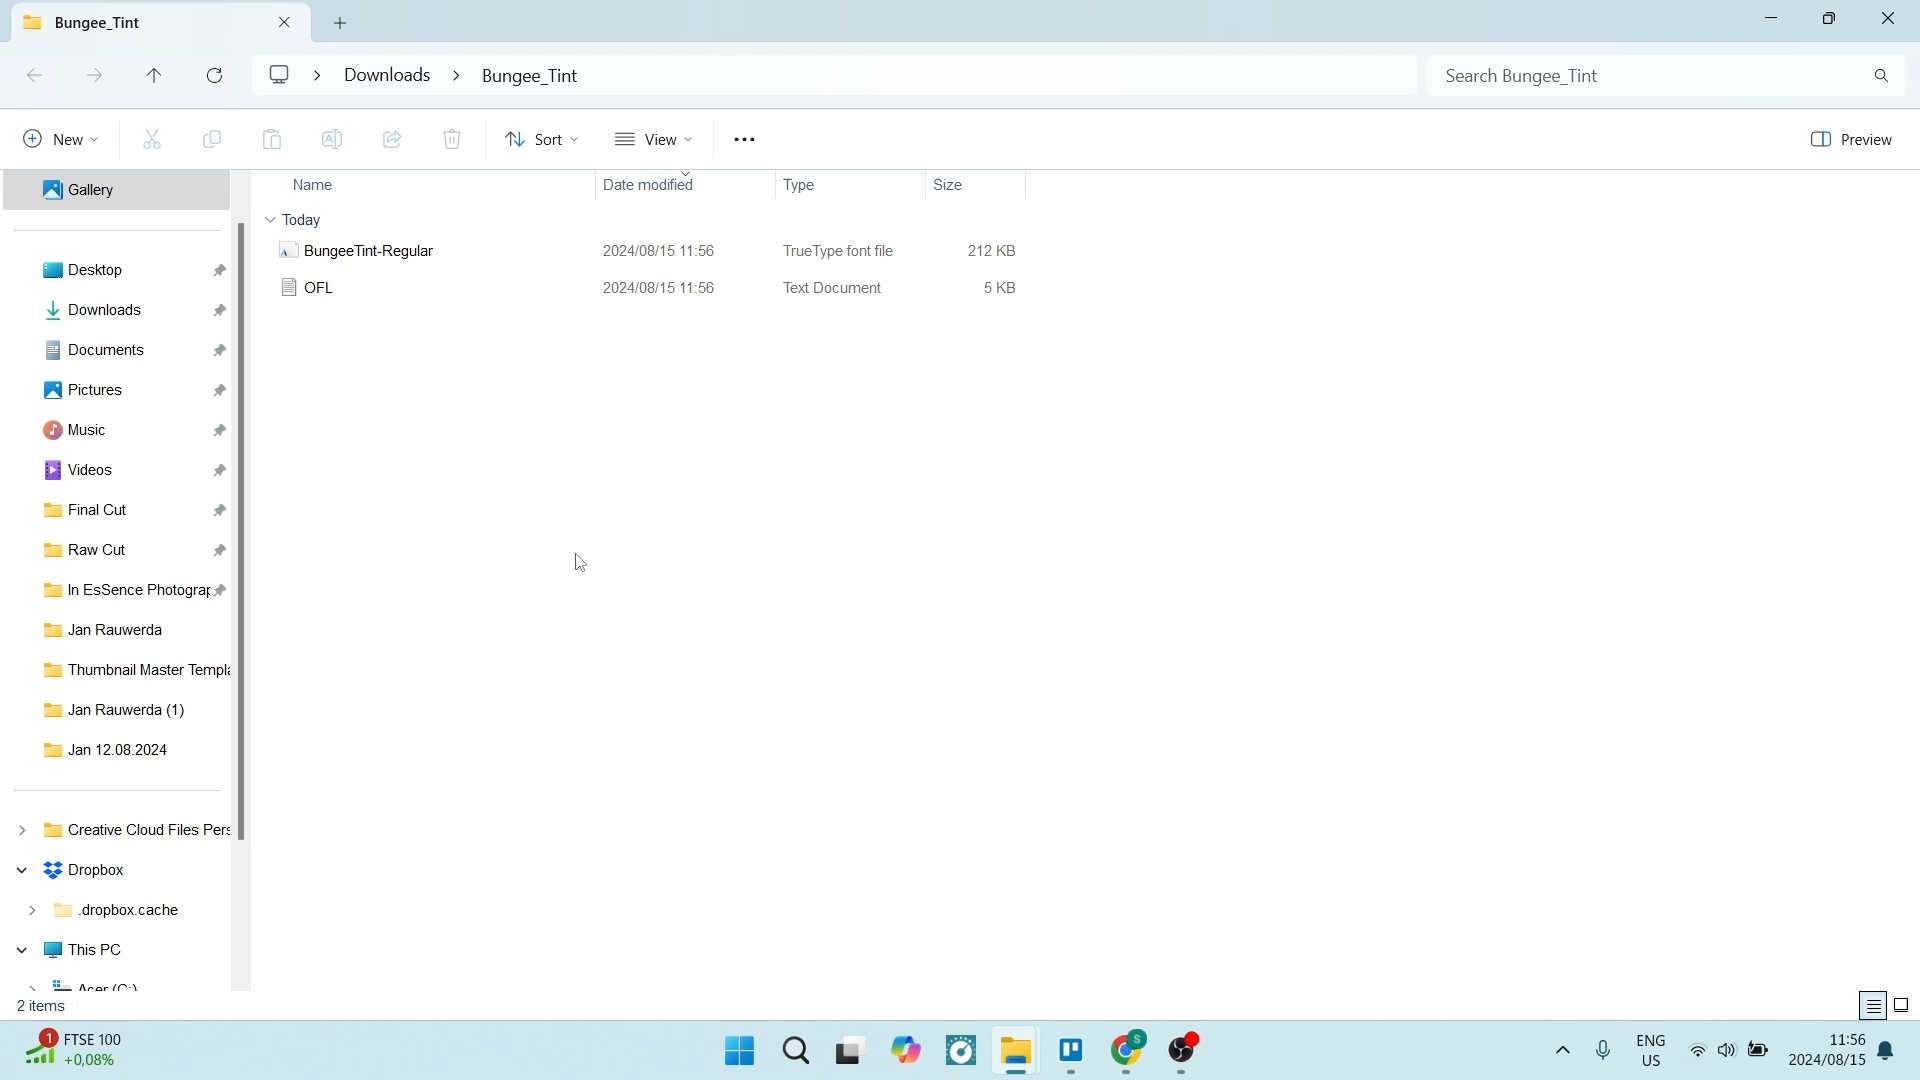 Bungee_Tint
Downloads Bungee_Tint
Search Bungee_Tint
New
Sort
View
Preview
Gallery
Desktop
Downloads
Documents
Pictures
Music
Videos
Final Cut
Raw Cut
In EsSence Photograp
Jan Rauwerda
Thumbnail Master Templa
Jan Rauwerda (1)
Jan 12.08.2024
Creative Cloud Files Pers
Dropbox
.dropbox.cache
This PC
Acer (C:)
Name Date modified Type Size
Today
BungeeTint-Regular 2024/08/15 11:56 TrueType font file 212 KB
OFL 2024/08/15 11:56 Text Document 5 KB
2 items
1 FTSE 100
+0,08%
S
ENG
US
11:56
2024/08/15